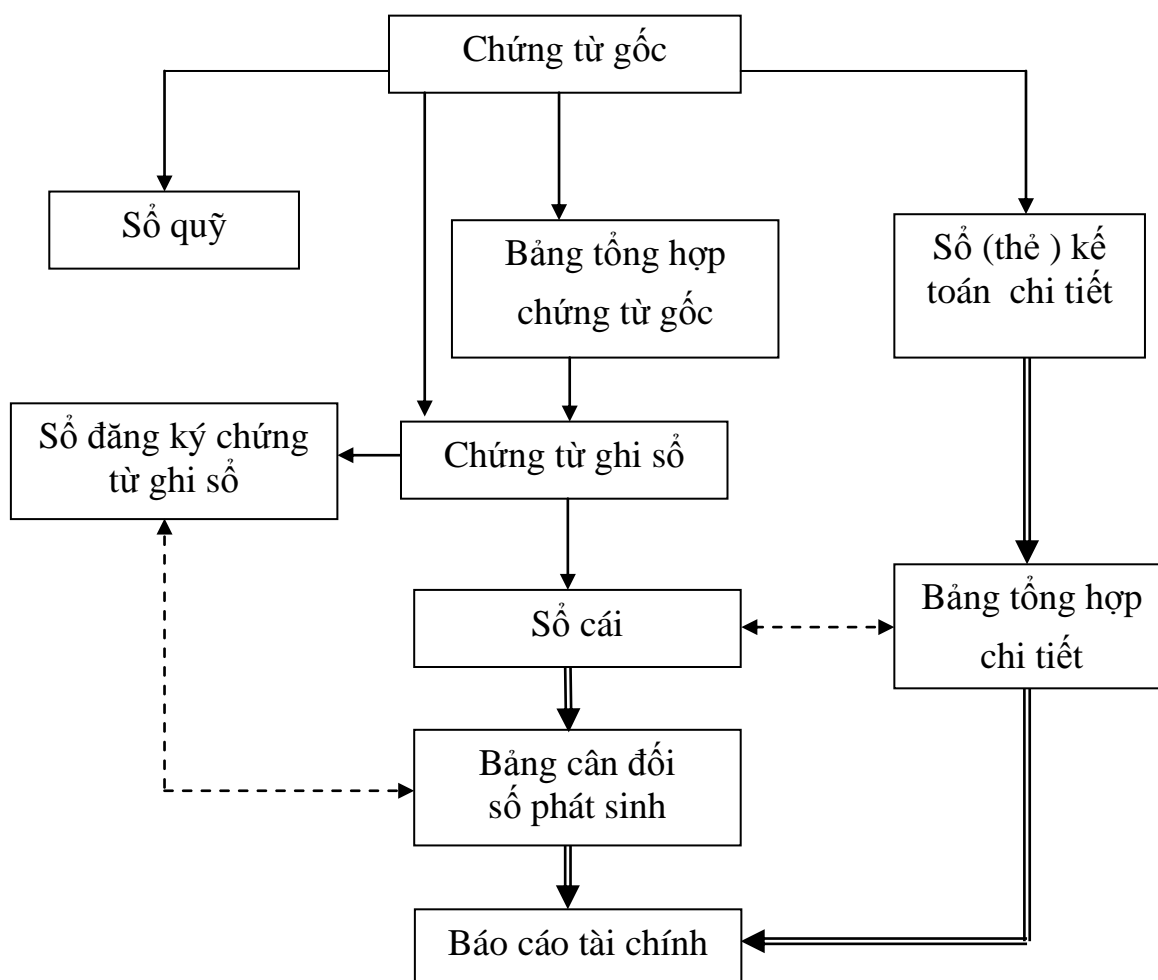 Chứng từ gốc
Sổ quỹ
Bảng tổng hợp
chứng từ gốc
Sổ (thẻ ) kế
toán chi tiết
Sổ đăng ký chứng
từ ghi sổ
Chứng từ ghi sổ
Sổ cái
Bảng tổng hợp
chi tiết
Bảng cân đối
số phát sinh
Báo cáo tài chính